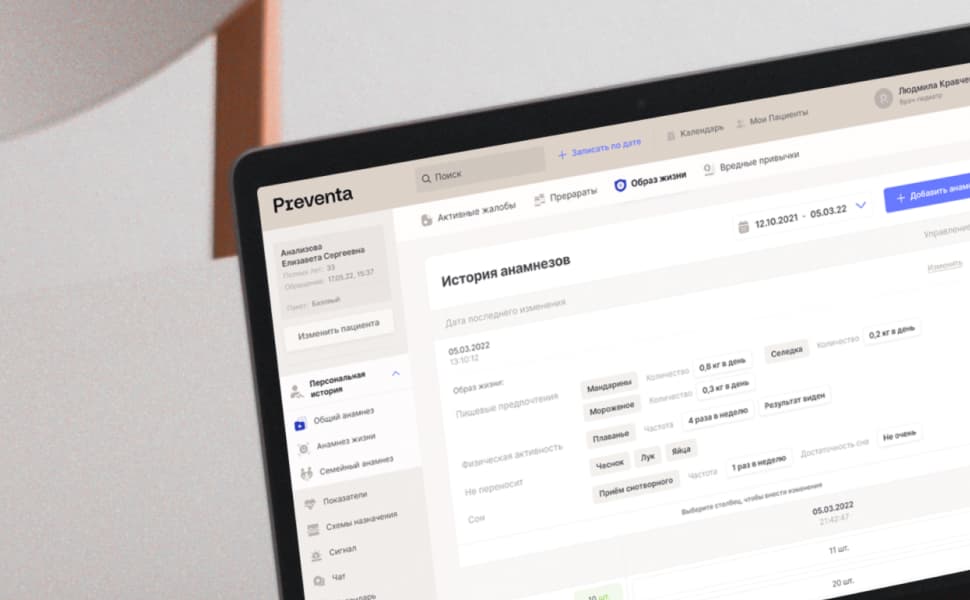 Preventa
Поиск
+ Записать по дате
Календарь
Мои Пациенты
Р
Людмила Кравче
Врач педиатр
Активные жалобы
Прерараты
Образ жизни
Вредные привычки
Анализова
Елизавета Сергеевна
Полных лет: 33
Обращение: 17.05.22, 15:37
Пакет: Базовый
Изменить пациента
12.10.2021 - 05.03.22
+ Добавить анам
История анамнезов
Управление
Дата последнего изменения
Изменить
05.03.2022
13:10:12
Образ жизни:
Пищевые предпочтения
Мандарины Количество 0,8 кг в день
Селедка Количество 0,2 кг в день
Мороженое Количество 0,3 кг в день
Физическая активность
Плаванье Частота 4 раза в неделю Результат виден
Не переносит
Чеснок Лук Яйца
Сон
Приём снотворного Частота 1 раз в неделю Достаточность сна Не очень
Выберите столбец, чтобы внести изменения
05.03.2022
21:42:47
10 шт.
11 шт.
20 шт.
Персональная
история
Общий анамнез
Анамнез жизни
Семейный анамнез
Показатели
Схемы назначения
Сигнал
Чат